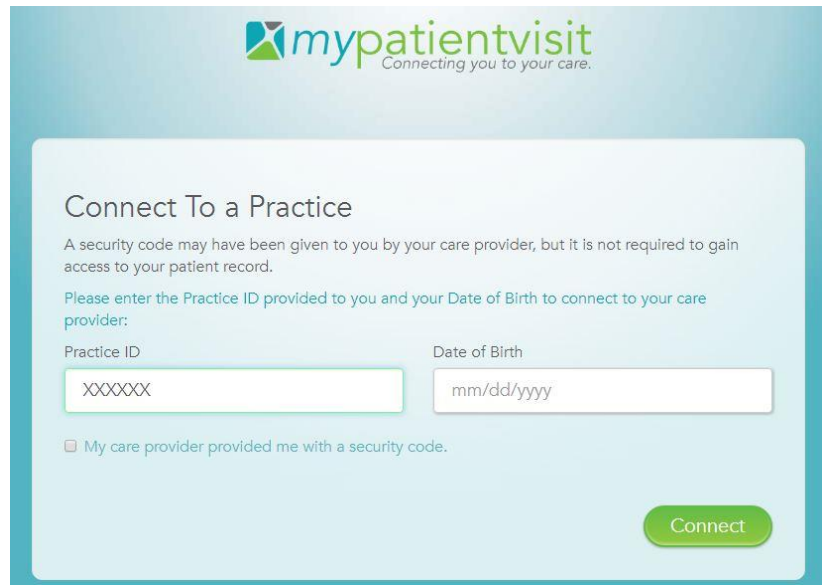 mypatientvisit
Connecting you to your care.
Connect To a Practice
A security code may have been given to you by your care provider, but it is not required to gain
access to your patient record.
Please enter the Practice ID provided to you and your Date of Birth to connect to your care
provider:
Practice ID
Date of Birth
XXXXXX
mm/dd/yyyy
My care provider provided me with a security code.
Connect